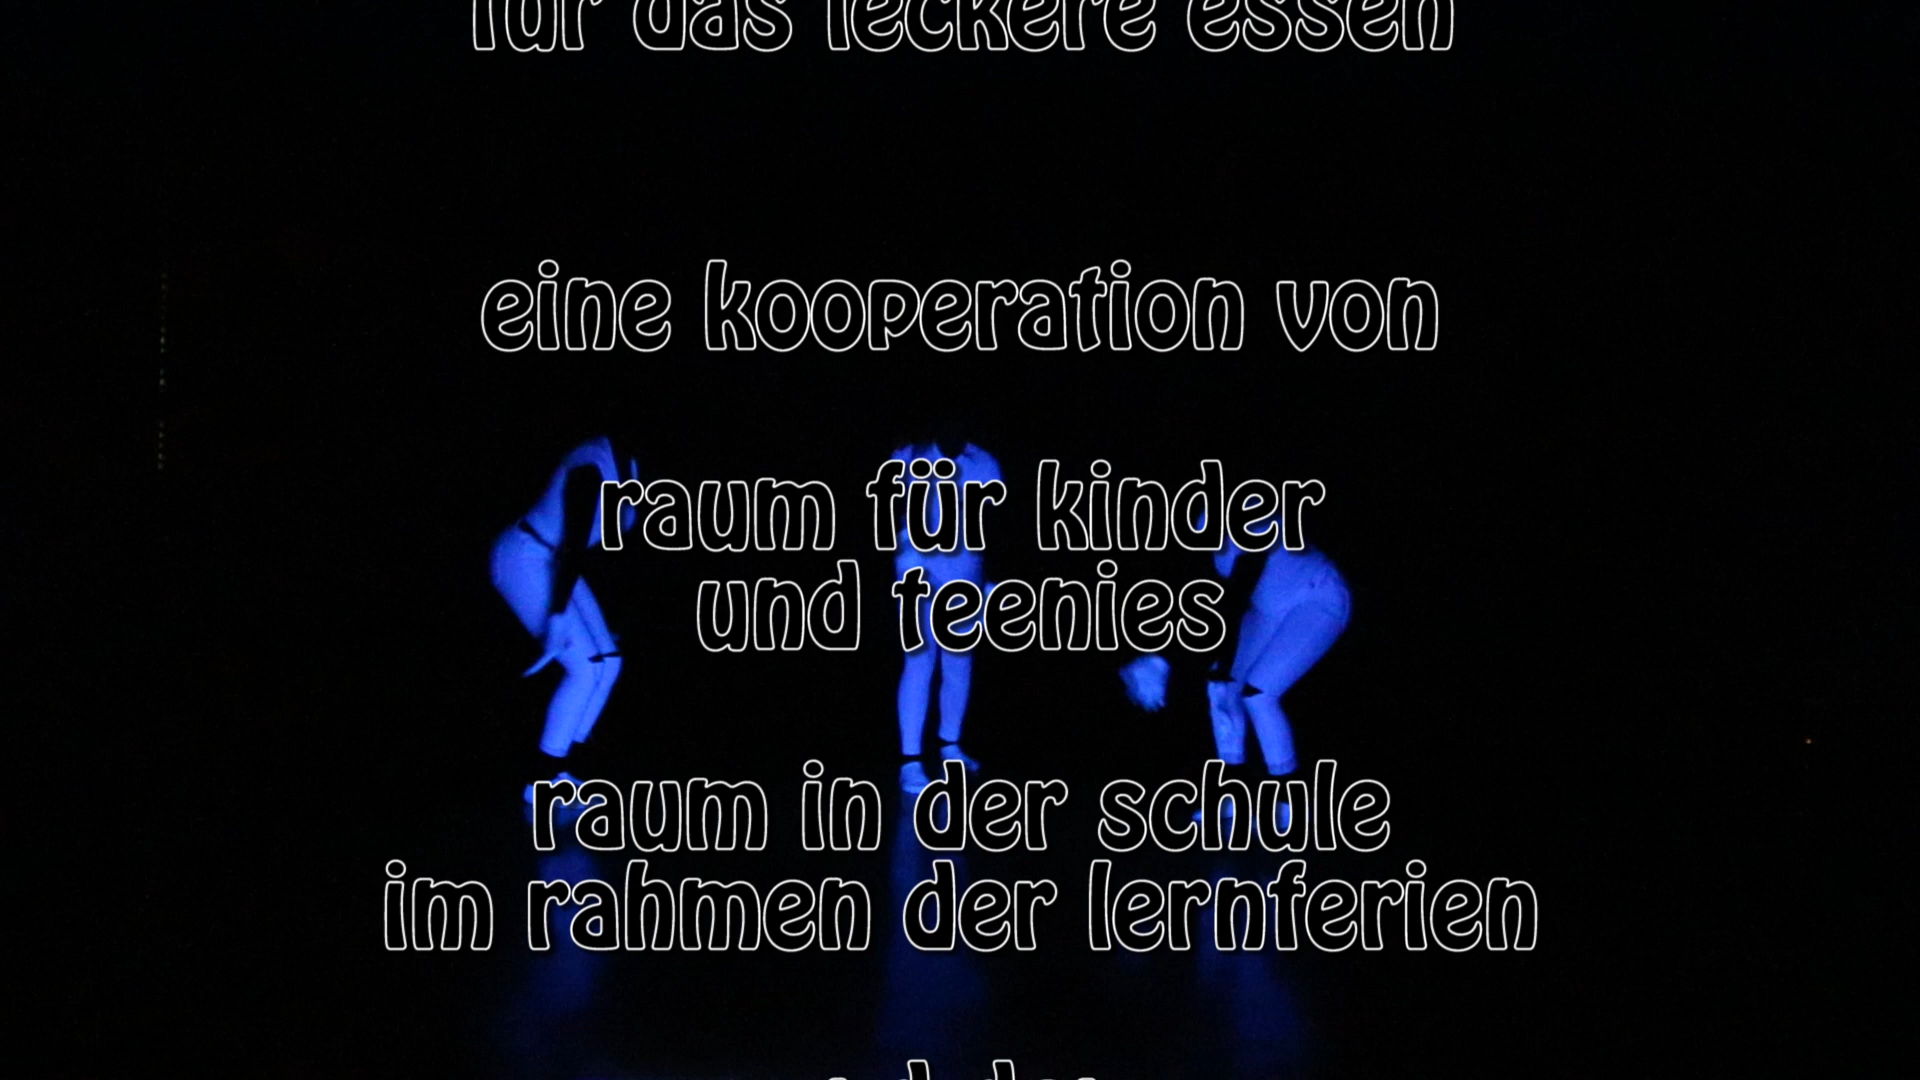 für das leckere essen
eine kooperation von
raum für kinder
und teenies
raum in der schule
im rahmen der lernferien